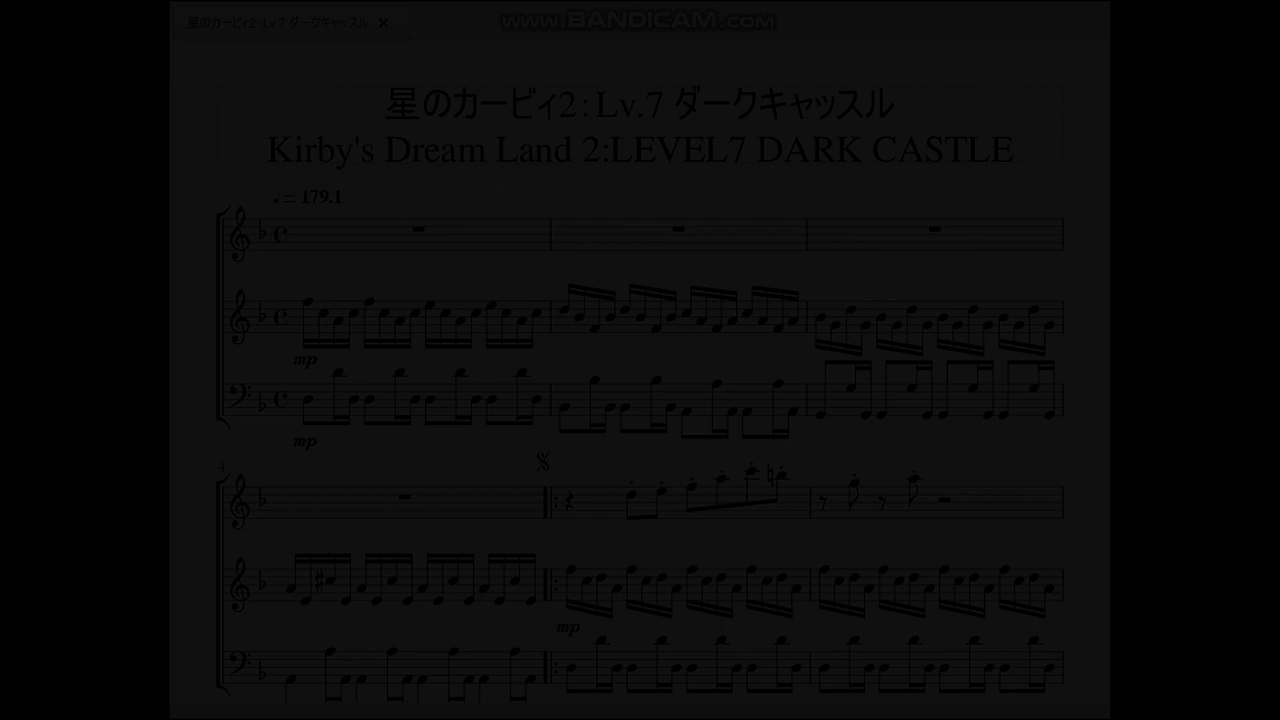 星のカービィ2：Lv.7 ダークキャッスル ×
www.BANDICAM.com
星のカービィ2：Lv.7 ダークキャッスル
Kirby's Dream Land 2:LEVEL7 DARK CASTLE
♩= 179.1
mp
mp
4
mp